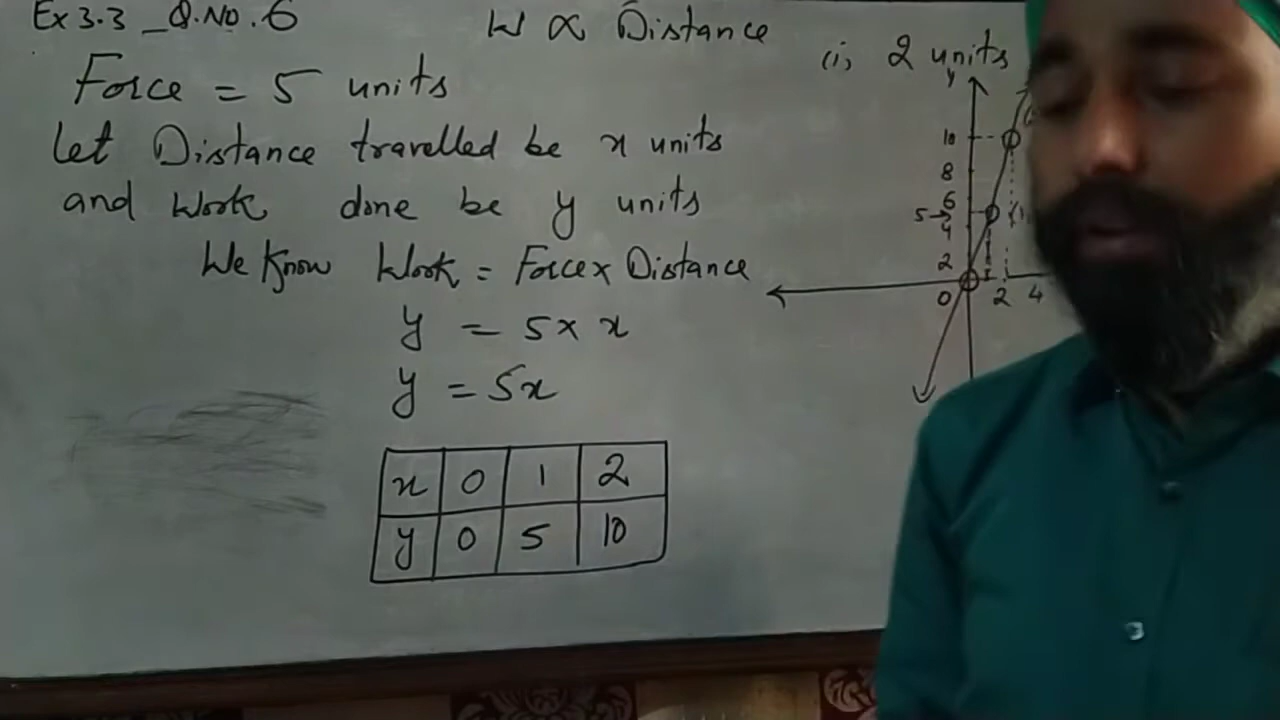 Ex 3.3 _ Q.No. 6
W ∝ Distance
Force = 5 units
Let Distance travelled be x units
and Work done be y units
We Know Work = Force x Distance
y = 5 x x
y = 5x
x 0 1 2
y 0 5 10
(i) 2 units
y
10
8
6
5→
4
2
0 2 4